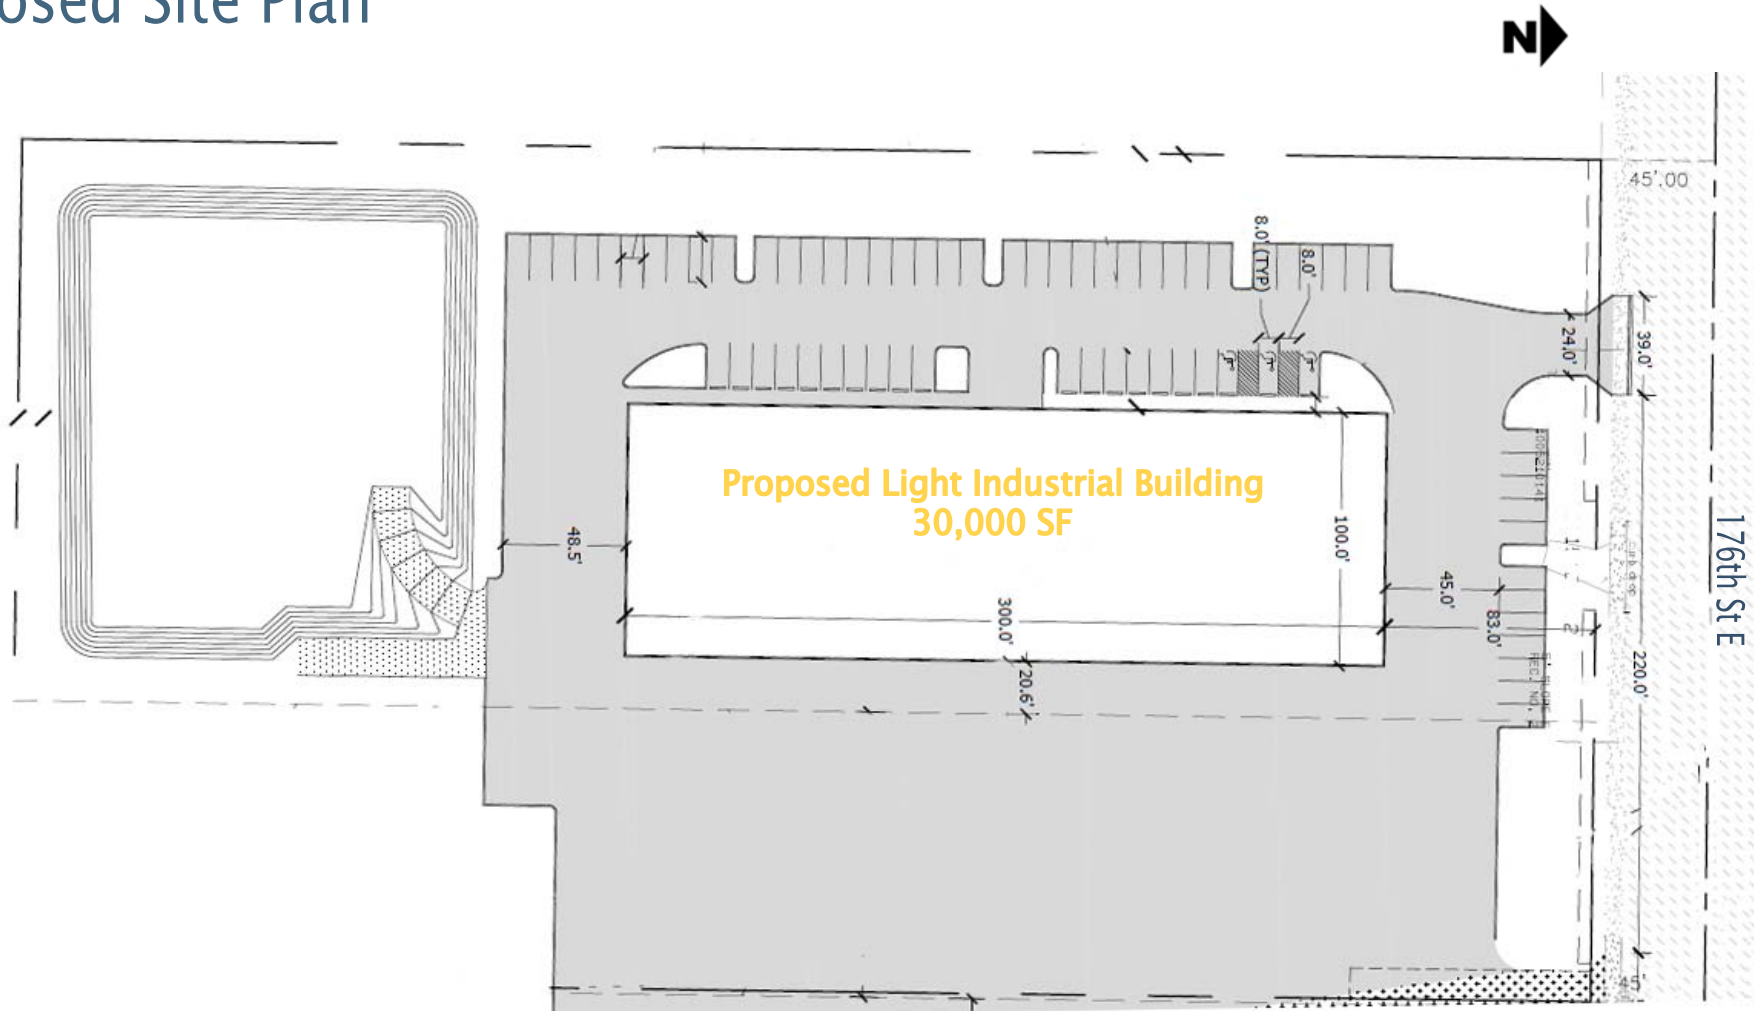 osed Site Plan
N
45'.00
8.0' (TYP)
8.0'
24.0'
39.0'
Proposed Light Industrial Building
30,000 SF
48.5'
100.0'
300.0'
45.0'
83.0'
20.6'
220.0'
176th St E
45'